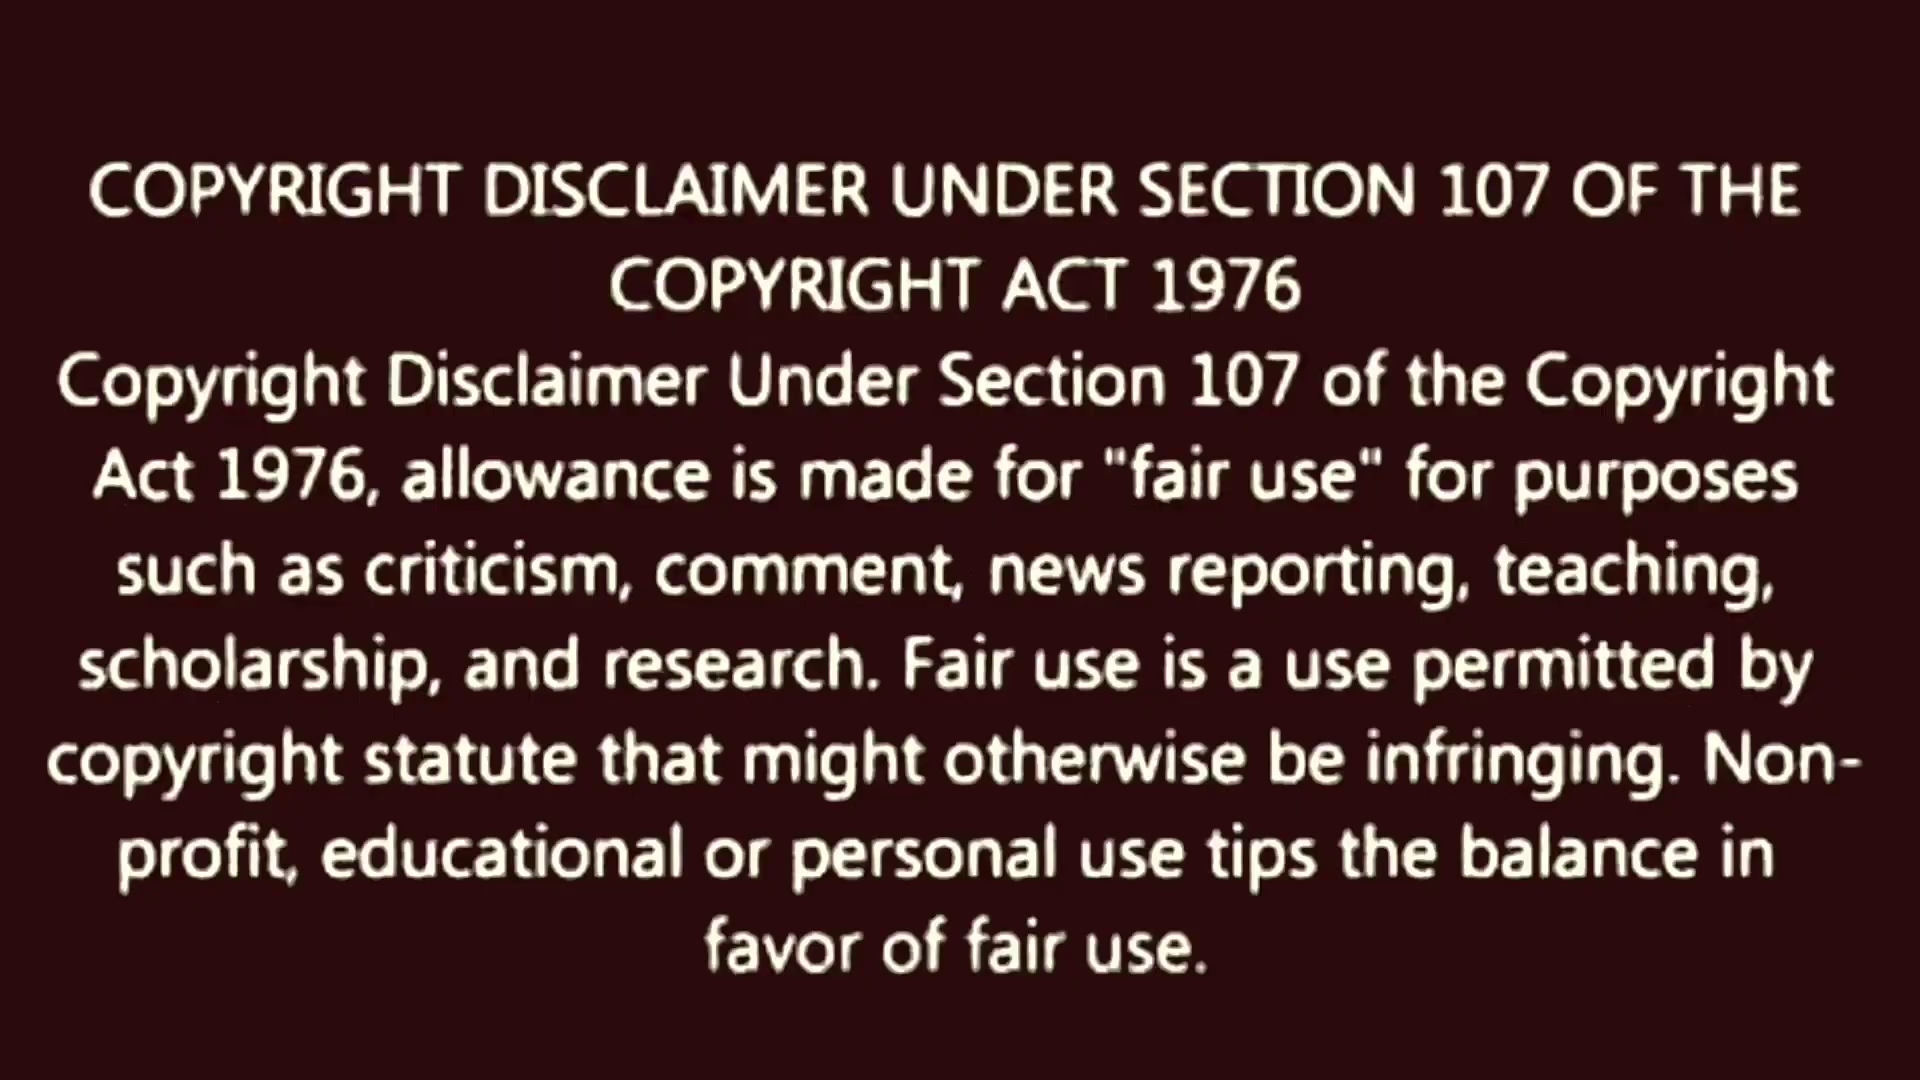 COPYRIGHT DISCLAIMER UNDER SECTION 107 OF THE
COPYRIGHT ACT 1976
Copyright Disclaimer Under Section 107 of the Copyright
Act 1976, allowance is made for "fair use" for purposes
such as criticism, comment, news reporting, teaching,
scholarship, and research. Fair use is a use permitted by
copyright statute that might otherwise be infringing. Non-
profit, educational or personal use tips the balance in
favor of fair use.